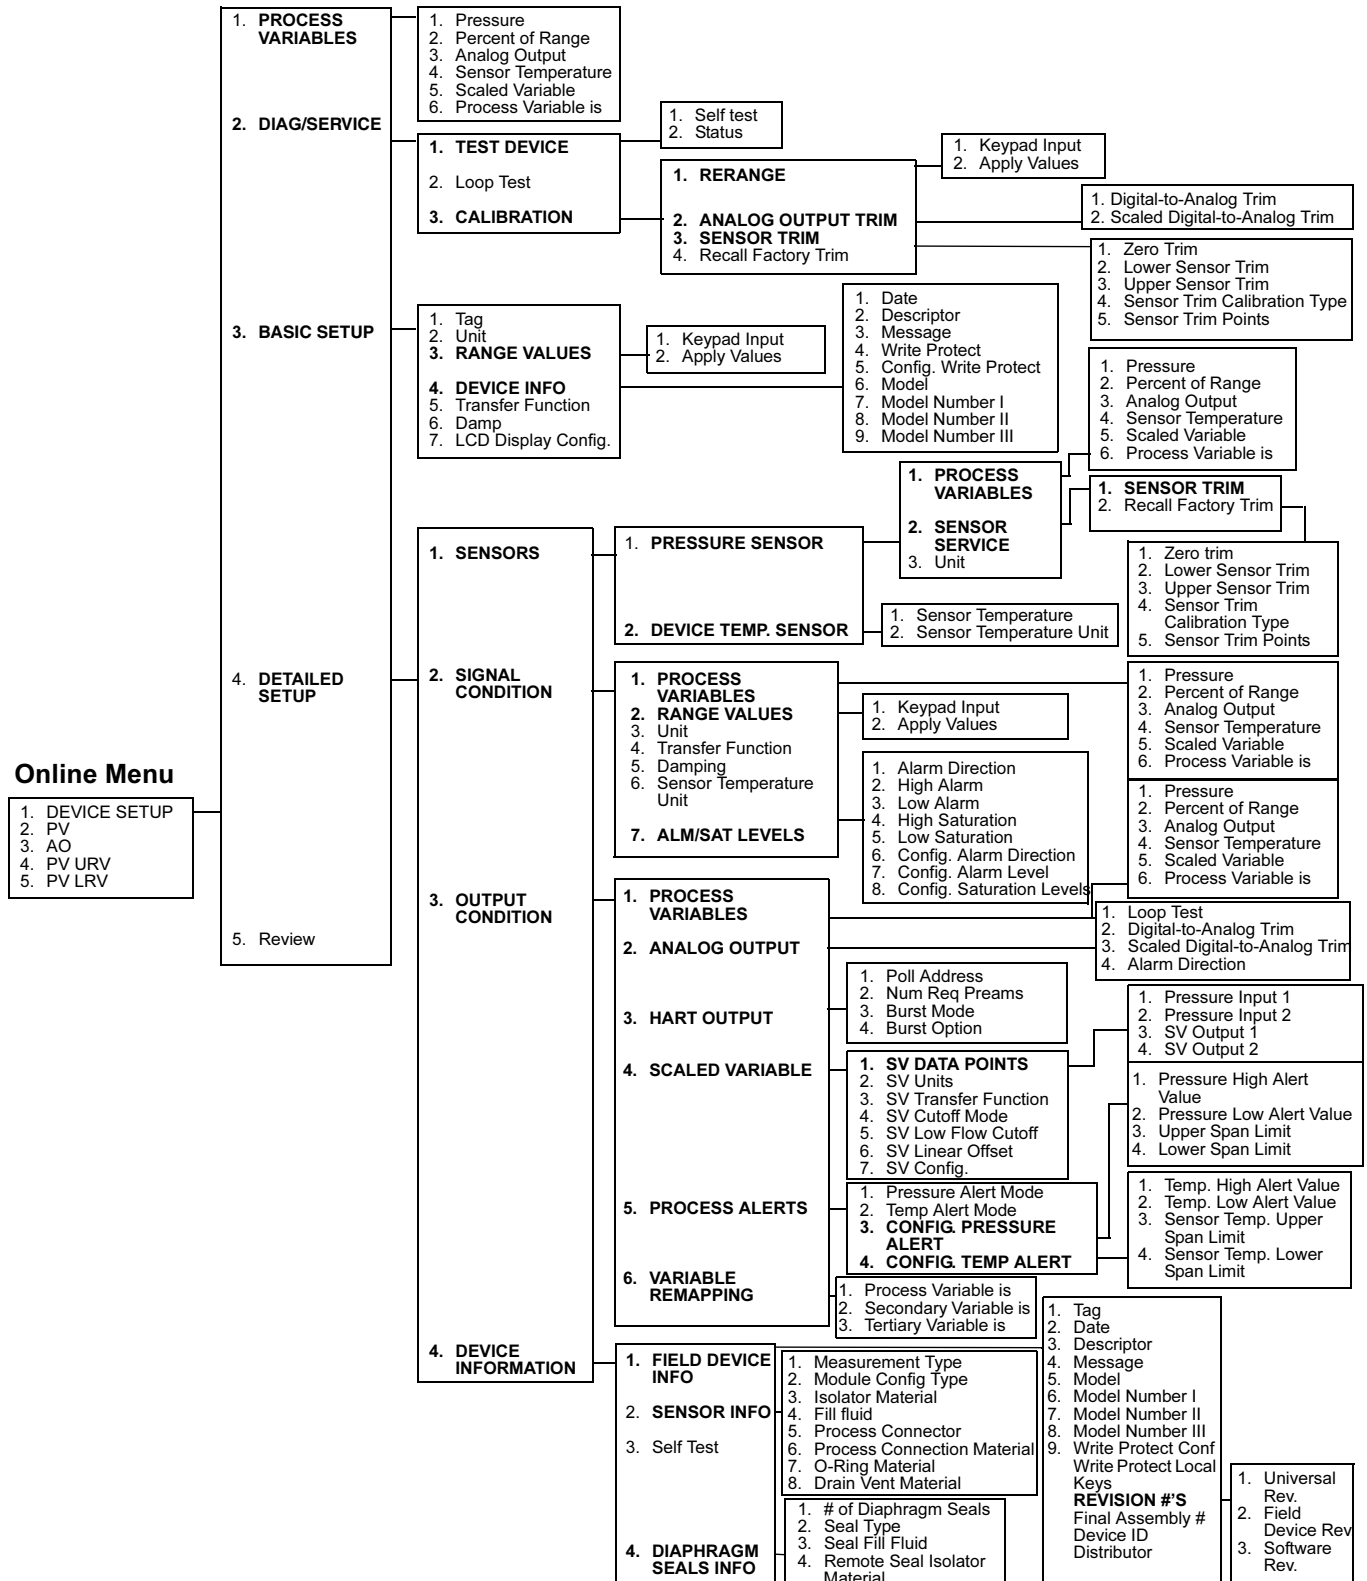 Online Menu
1. DEVICE SETUP
2. PV
3. AO
4. PV URV
5. PV LRV
1. PROCESS
VARIABLES
2. DIAG/SERVICE
3. BASIC SETUP
4. DETAILED
SETUP
5. Review
1. Pressure
2. Percent of Range
3. Analog Output
4. Sensor Temperature
5. Scaled Variable
6. Process Variable is
1. TEST DEVICE
2. Loop Test
3. CALIBRATION
1. Self test
2. Status
1. RERANGE
2. ANALOG OUTPUT TRIM
3. SENSOR TRIM
4. Recall Factory Trim
1. Keypad Input
2. Apply Values
1. Digital-to-Analog Trim
2. Scaled Digital-to-Analog Trim
1. Zero Trim
2. Lower Sensor Trim
3. Upper Sensor Trim
4. Sensor Trim Calibration Type
5. Sensor Trim Points
1. Tag
2. Unit
3. RANGE VALUES
4. DEVICE INFO
5. Transfer Function
6. Damp
7. LCD Display Config.
1. Keypad Input
2. Apply Values
1. Date
2. Descriptor
3. Message
4. Write Protect
5. Config. Write Protect
6. Model
7. Model Number I
8. Model Number II
9. Model Number III
1. SENSORS
2. SIGNAL
CONDITION
3. OUTPUT
CONDITION
4. DEVICE
INFORMATION
1. PRESSURE SENSOR
2. DEVICE TEMP. SENSOR
1. PROCESS
VARIABLES
2. SENSOR
SERVICE
3. Unit
1. Pressure
2. Percent of Range
3. Analog Output
4. Sensor Temperature
5. Scaled Variable
6. Process Variable is
1. SENSOR TRIM
2. Recall Factory Trim
1. Zero trim
2. Lower Sensor Trim
3. Upper Sensor Trim
4. Sensor Trim
Calibration Type
5. Sensor Trim Points
1. Sensor Temperature
2. Sensor Temperature Unit
1. PROCESS
VARIABLES
2. RANGE VALUES
3. Unit
4. Transfer Function
5. Damping
6. Sensor Temperature
Unit
7. ALM/SAT LEVELS
1. Pressure
2. Percent of Range
3. Analog Output
4. Sensor Temperature
5. Scaled Variable
6. Process Variable is
1. Keypad Input
2. Apply Values
1. Alarm Direction
2. High Alarm
3. Low Alarm
4. High Saturation
5. Low Saturation
6. Config. Alarm Direction
7. Config. Alarm Level
8. Config. Saturation Levels
1. PROCESS
VARIABLES
2. ANALOG OUTPUT
3. HART OUTPUT
4. SCALED VARIABLE
5. PROCESS ALERTS
6. VARIABLE
REMAPPING
1. Pressure
2. Percent of Range
3. Analog Output
4. Sensor Temperature
5. Scaled Variable
6. Process Variable is
1. Loop Test
2. Digital-to-Analog Trim
3. Scaled Digital-to-Analog Trim
4. Alarm Direction
1. Poll Address
2. Num Req Preams
3. Burst Mode
4. Burst Option
1. SV DATA POINTS
2. SV Units
3. SV Transfer Function
4. SV Cutoff Mode
5. SV Low Flow Cutoff
6. SV Linear Offset
7. SV Config.
1. Pressure Input 1
2. Pressure Input 2
3. SV Output 1
4. SV Output 2
1. Pressure Alert Mode
2. Temp Alert Mode
3. CONFIG. PRESSURE
ALERT
4. CONFIG. TEMP ALERT
1. Pressure High Alert
Value
2. Pressure Low Alert Value
3. Upper Span Limit
4. Lower Span Limit
1. Temp. High Alert Value
2. Temp. Low Alert Value
3. Sensor Temp. Upper
Span Limit
4. Sensor Temp. Lower
Span Limit
1. Process Variable is
2. Secondary Variable is
3. Tertiary Variable is
1. FIELD DEVICE
INFO
2. SENSOR INFO
3. Self Test
4. DIAPHRAGM
SEALS INFO
1. Measurement Type
2. Module Config Type
3. Isolator Material
4. Fill fluid
5. Process Connector
6. Process Connection Material
7. O-Ring Material
8. Drain Vent Material
1. # of Diaphragm Seals
2. Seal Type
3. Seal Fill Fluid
4. Remote Seal Isolator
Material
1. Tag
2. Date
3. Descriptor
4. Message
5. Model
6. Model Number I
7. Model Number II
8. Model Number III
9. Write Protect Conf
Write Protect Local
Keys
REVISION #'S
Final Assembly #
Device ID
Distributor
1. Universal
Rev.
2. Field
Device Rev
3. Software
Rev.